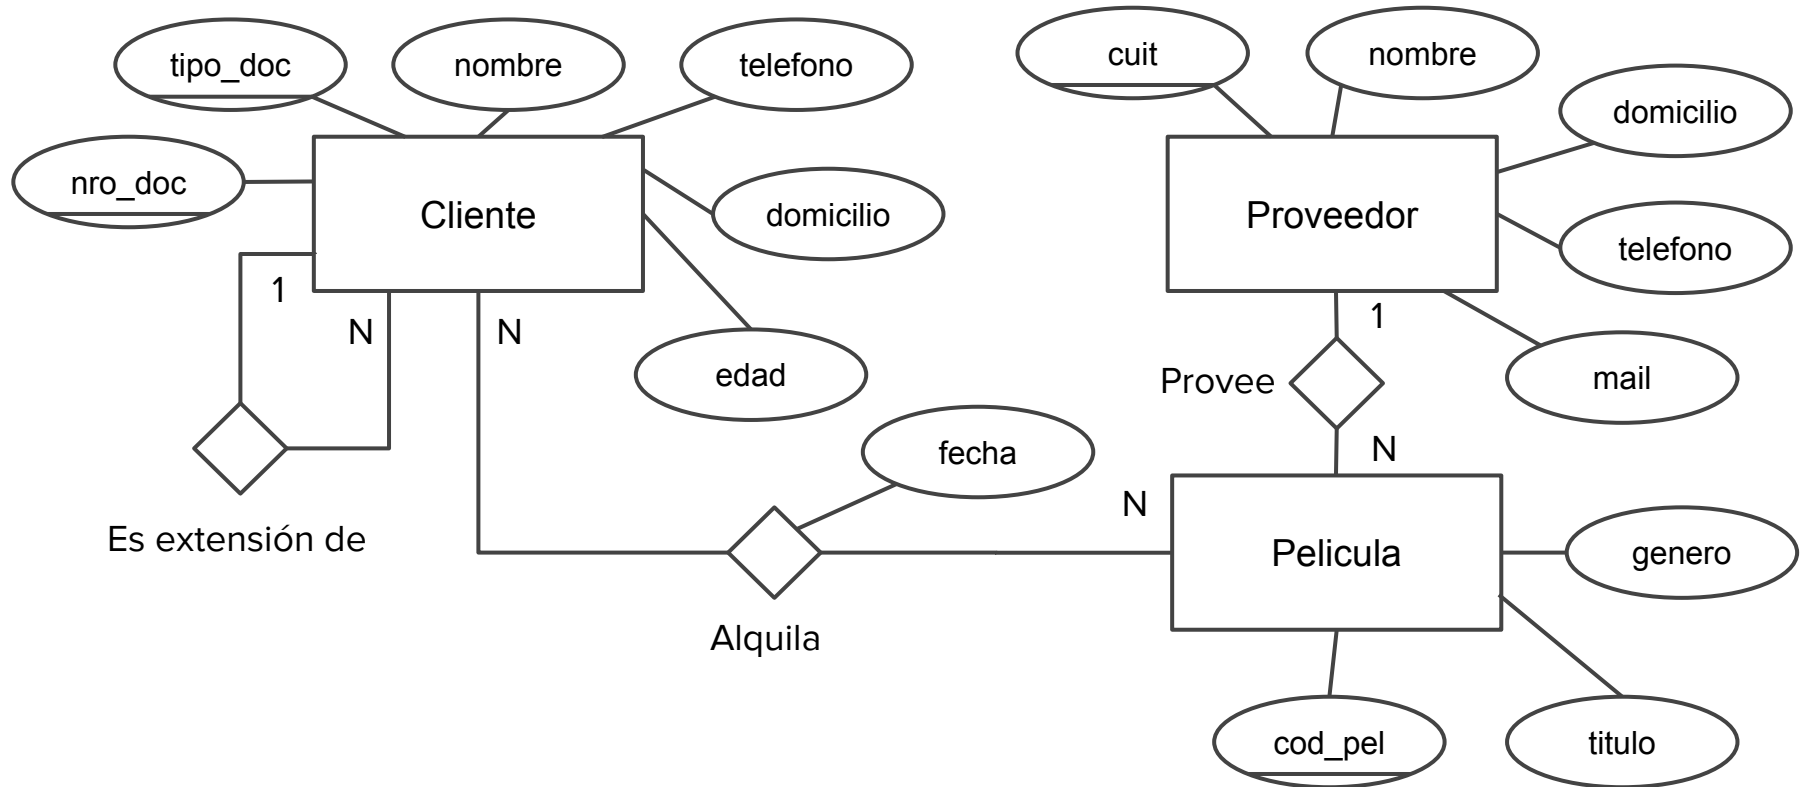 tipo_doc
nombre
telefono
nro_doc
Cliente
domicilio
edad
1
N
N
Es extensión de
cuit
nombre
domicilio
Proveedor
telefono
mail
1
Provee
N
fecha
N
Alquila
Pelicula
genero
cod_pel
titulo